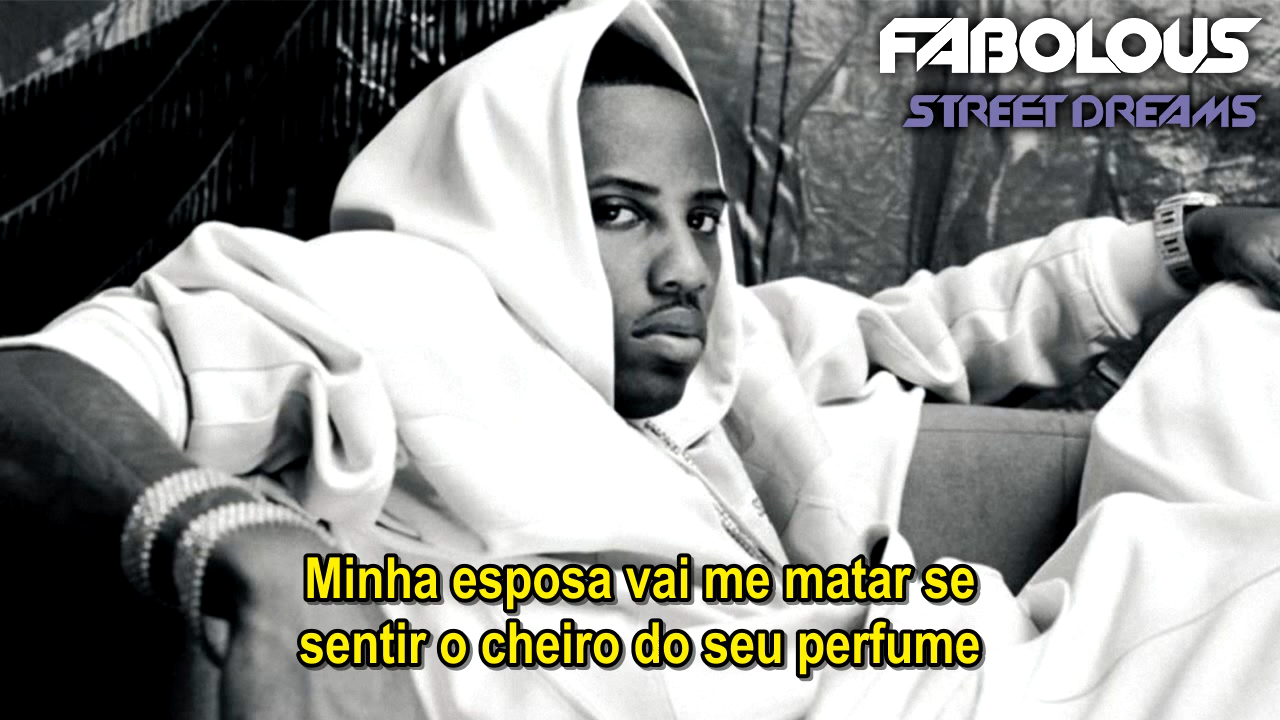 FABOLOUS
STREET DREAMS
Minha esposa vai me matar se
sentir o cheiro do seu perfume